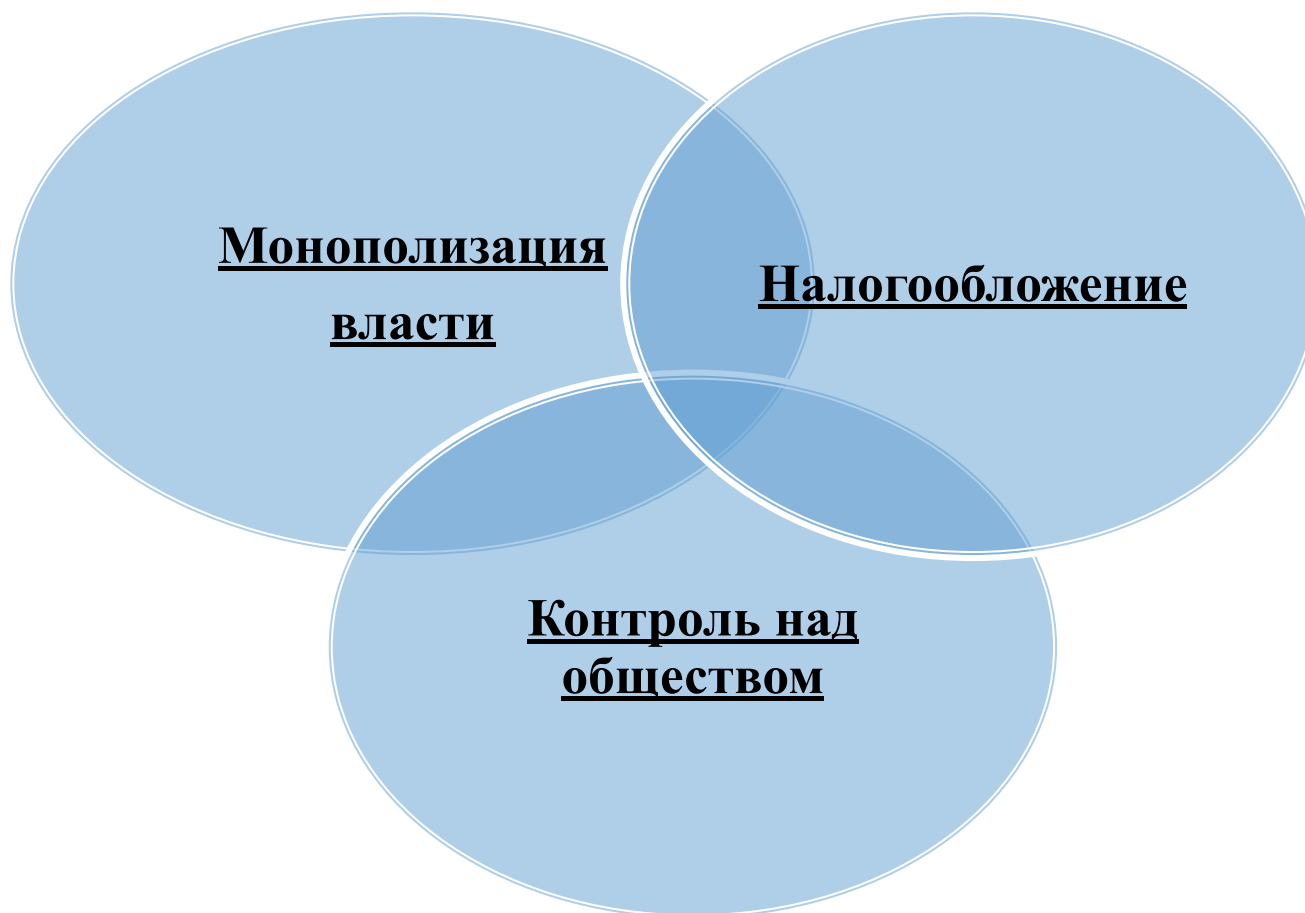 Монополизация
власти
Налогообложение
Контроль над
обществом